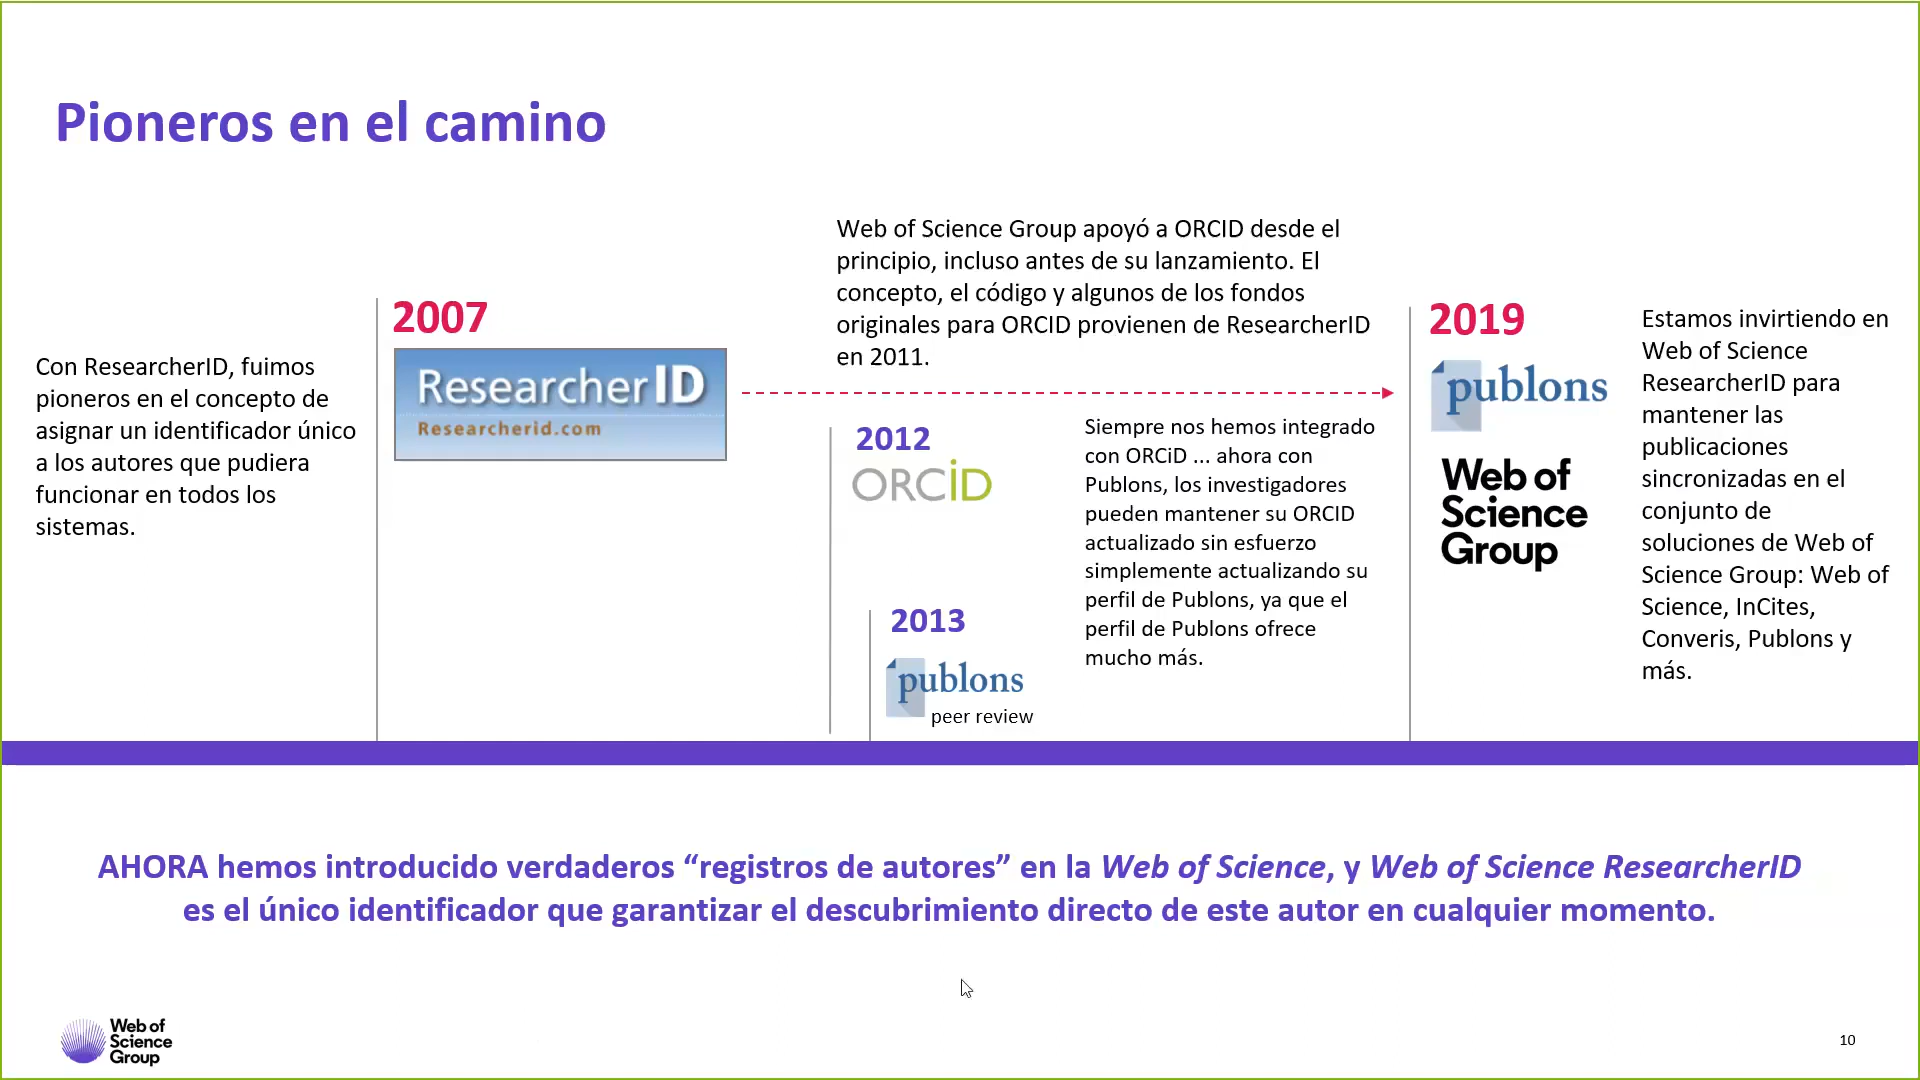 Pioneros en el camino
Con ResearcherID, fuimos
pioneros en el concepto de
asignar un identificador único
a los autores que pudiera
funcionar en todos los
sistemas.
2007
ResearcherID
Researcherid.com
Web of Science Group apoyó a ORCID desde el
principio, incluso antes de su lanzamiento. El
concepto, el código y algunos de los fondos
originales para ORCID provienen de ResearcherID
en 2011.
2012
ORCiD
2013
publons
peer review
Siempre nos hemos integrado
con ORCiD ... ahora con
Publons, los investigadores
pueden mantener su ORCID
actualizado sin esfuerzo
simplemente actualizando su
perfil de Publons, ya que el
perfil de Publons ofrece
mucho más.
2019
publons
Web of
Science
Group
Estamos invirtiendo en
Web of Science
ResearcherID para
mantener las
publicaciones
sincronizadas en el
conjunto de
soluciones de Web of
Science Group: Web of
Science, InCites,
Converis, Publons y
más.
AHORA hemos introducido verdaderos “registros de autores” en la Web of Science, y Web of Science ResearcherID
es el único identificador que garantizar el descubrimiento directo de este autor en cualquier momento.
Web of
Science
Group
10